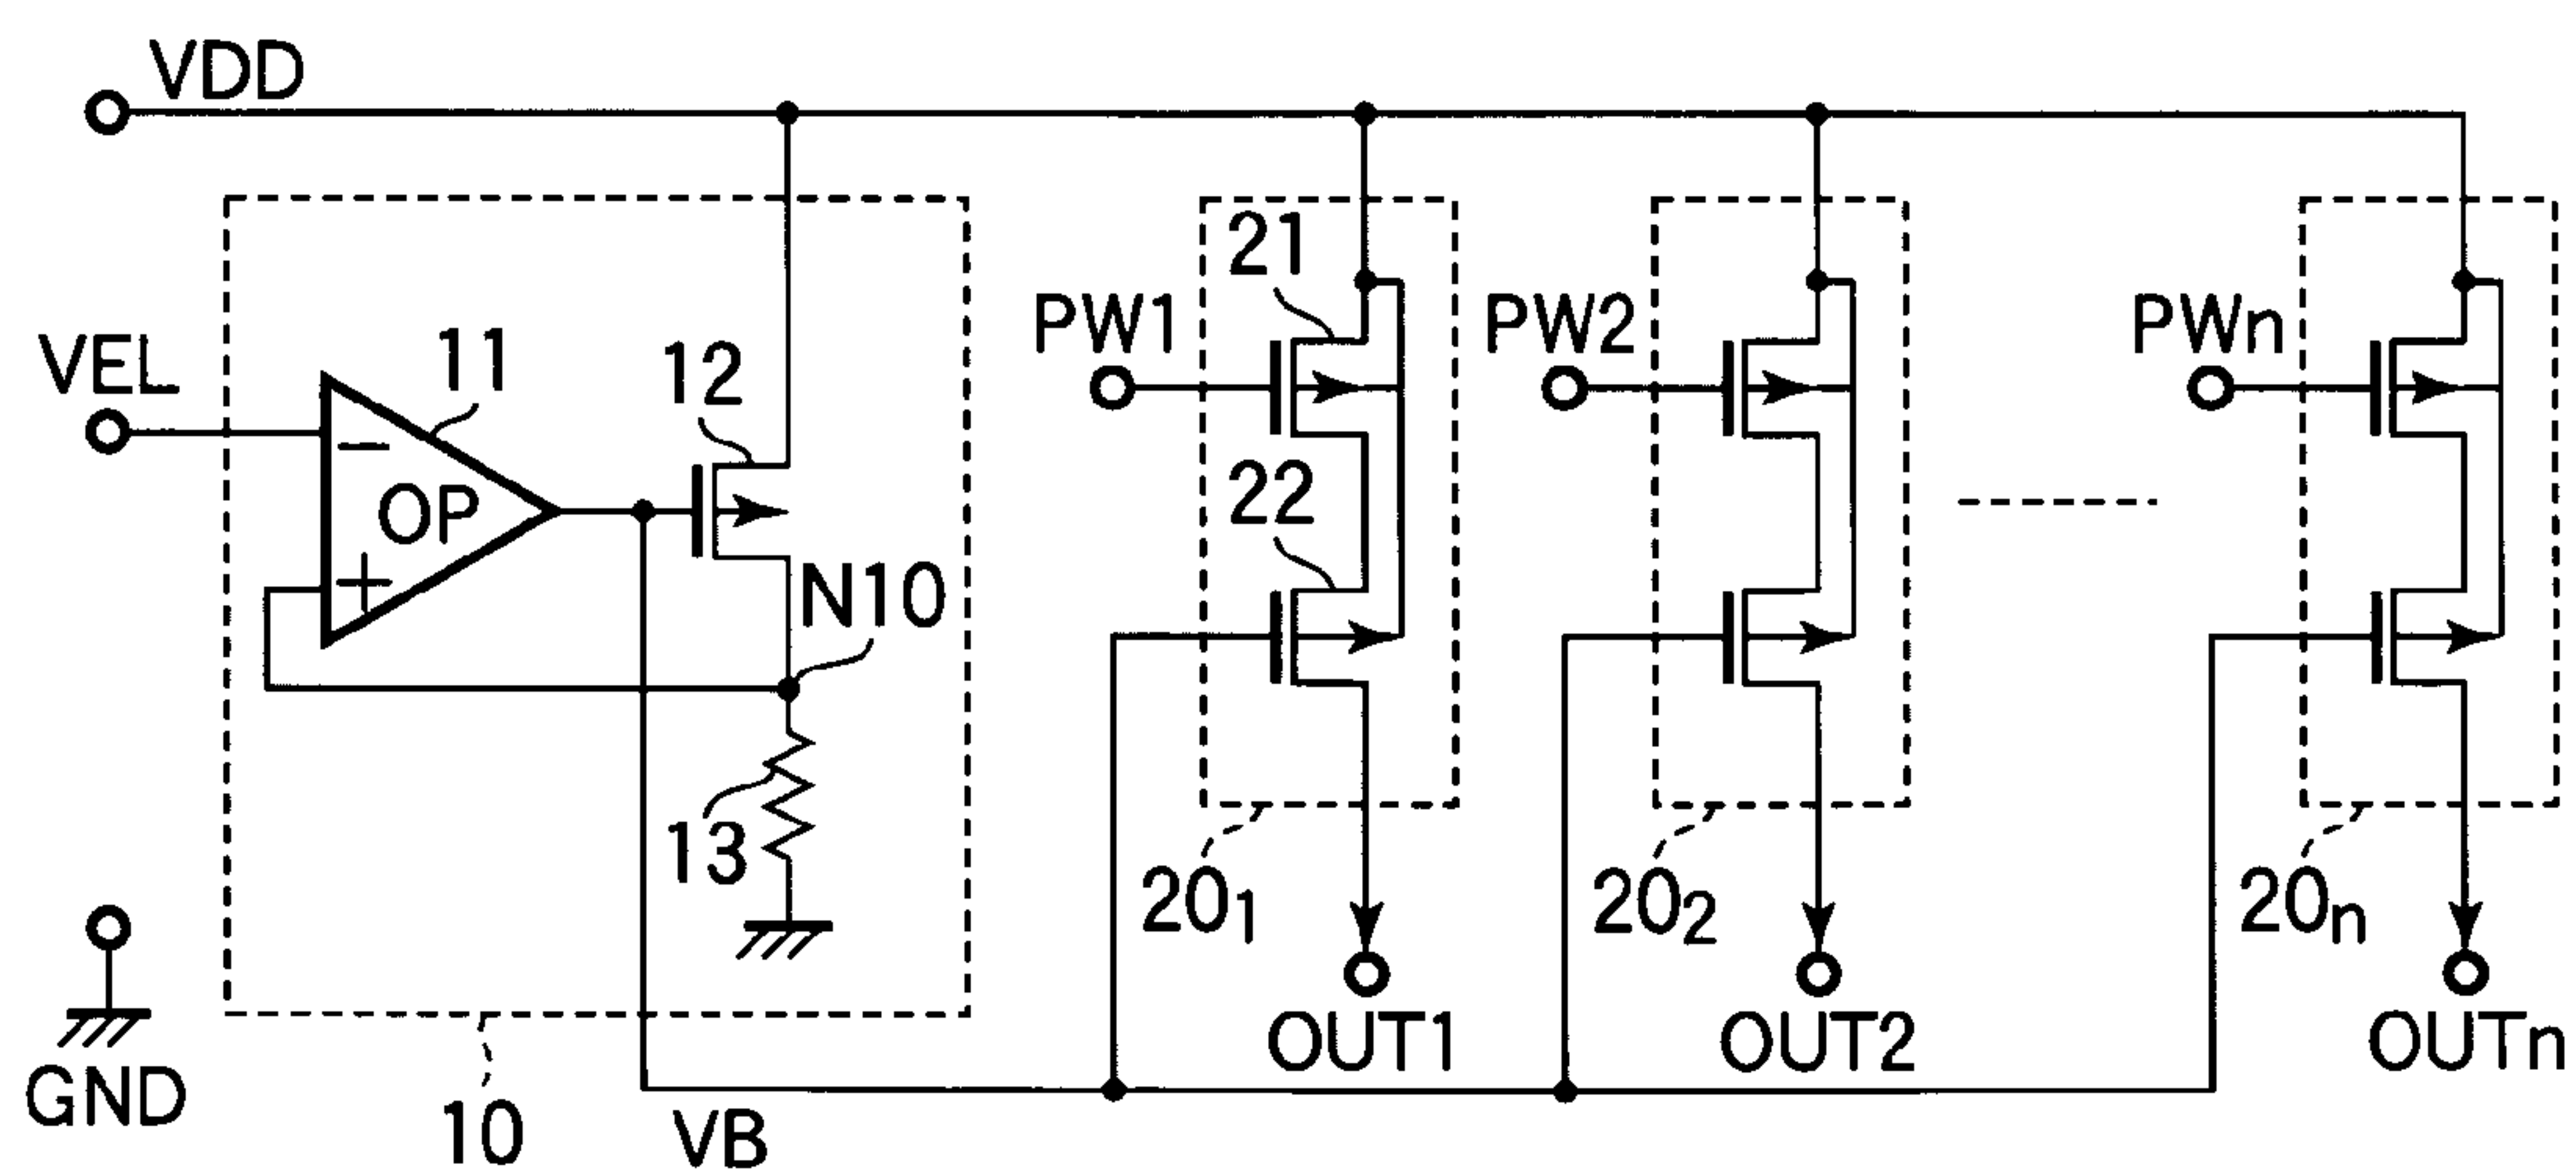 VDD
VEL
11
12
OP
−
+
N10
13
GND
10
VB
21
PW1
22
20₁
OUT1
PW2
20₂
OUT2
PWn
20ₙ
OUTn